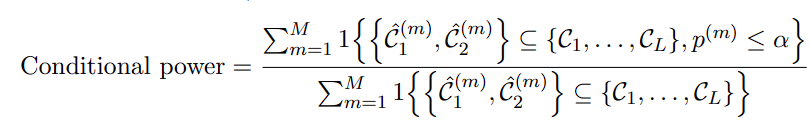 Conditional power = \frac{\sum_{m=1}^{M} 1\left\{\left\{\hat{\mathcal{C}}_1^{(m)}, \hat{\mathcal{C}}_2^{(m)}\right\} \subseteq \{\mathcal{C}_1, \ldots, \mathcal{C}_L\}, p^{(m)} \leq \alpha\right\}}{\sum_{m=1}^{M} 1\left\{\left\{\hat{\mathcal{C}}_1^{(m)}, \hat{\mathcal{C}}_2^{(m)}\right\} \subseteq \{\mathcal{C}_1, \ldots, \mathcal{C}_L\}\right\}}